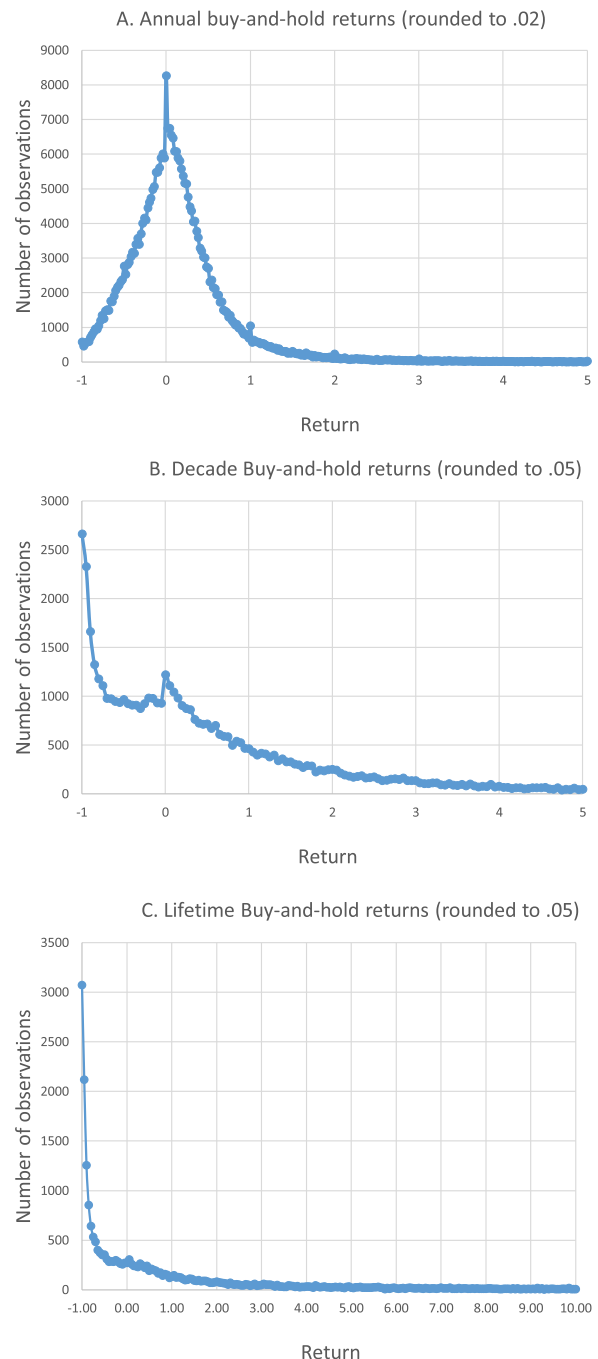 A. Annual buy-and-hold returns (rounded to .02)
9000
8000
7000
6000
5000
4000
3000
2000
1000
0
Number of observations
-1 0 1 2 3 4 5
Return
B. Decade Buy-and-hold returns (rounded to .05)
3000
2500
2000
1500
1000
500
0
Number of observations
-1 0 1 2 3 4 5
Return
C. Lifetime Buy-and-hold returns (rounded to .05)
3500
3000
2500
2000
1500
1000
500
0
Number of observations
-1.00 0.00 1.00 2.00 3.00 4.00 5.00 6.00 7.00 8.00 9.00 10.00
Return